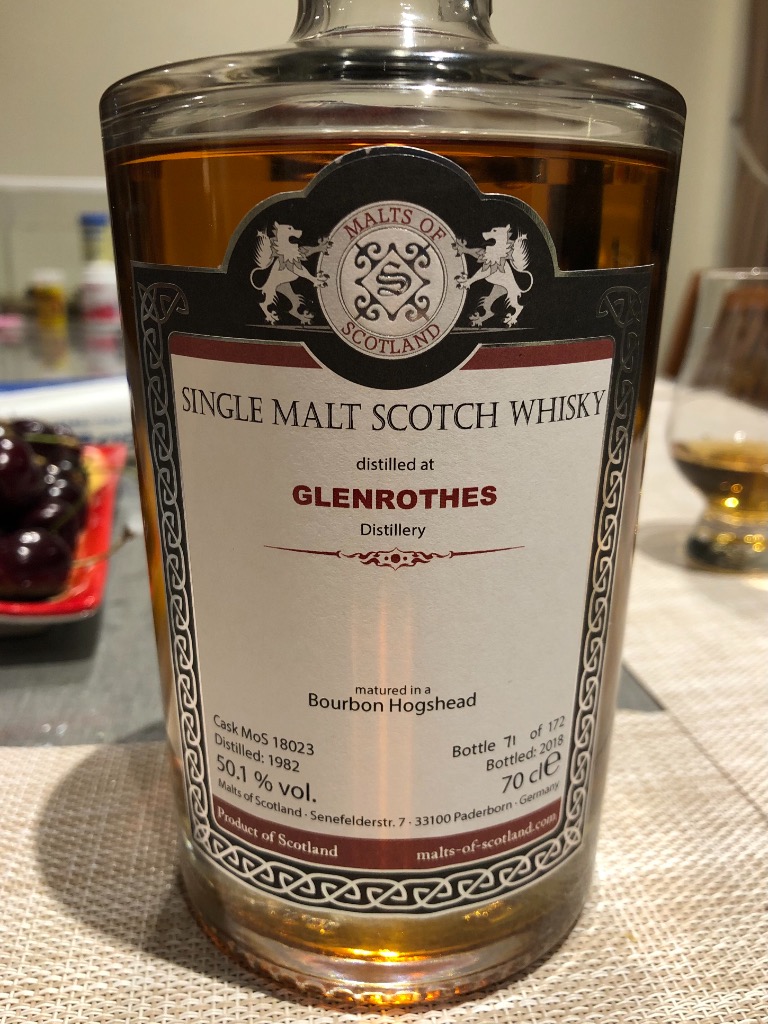 MALTS OF
SCOTLAND
SINGLE MALT SCOTCH WHISKY
distilled at
GLENROTHES
Distillery
matured in a
Bourbon Hogshead
Cask MoS 18023
Distilled: 1982
50.1 % vol.
Bottle 71 of 172
Bottled: 2018
70 cl℮
Malts of Scotland · Senefelderstr. 7 · 33100 Paderborn · Germany
Product of Scotland
malts-of-scotland.com